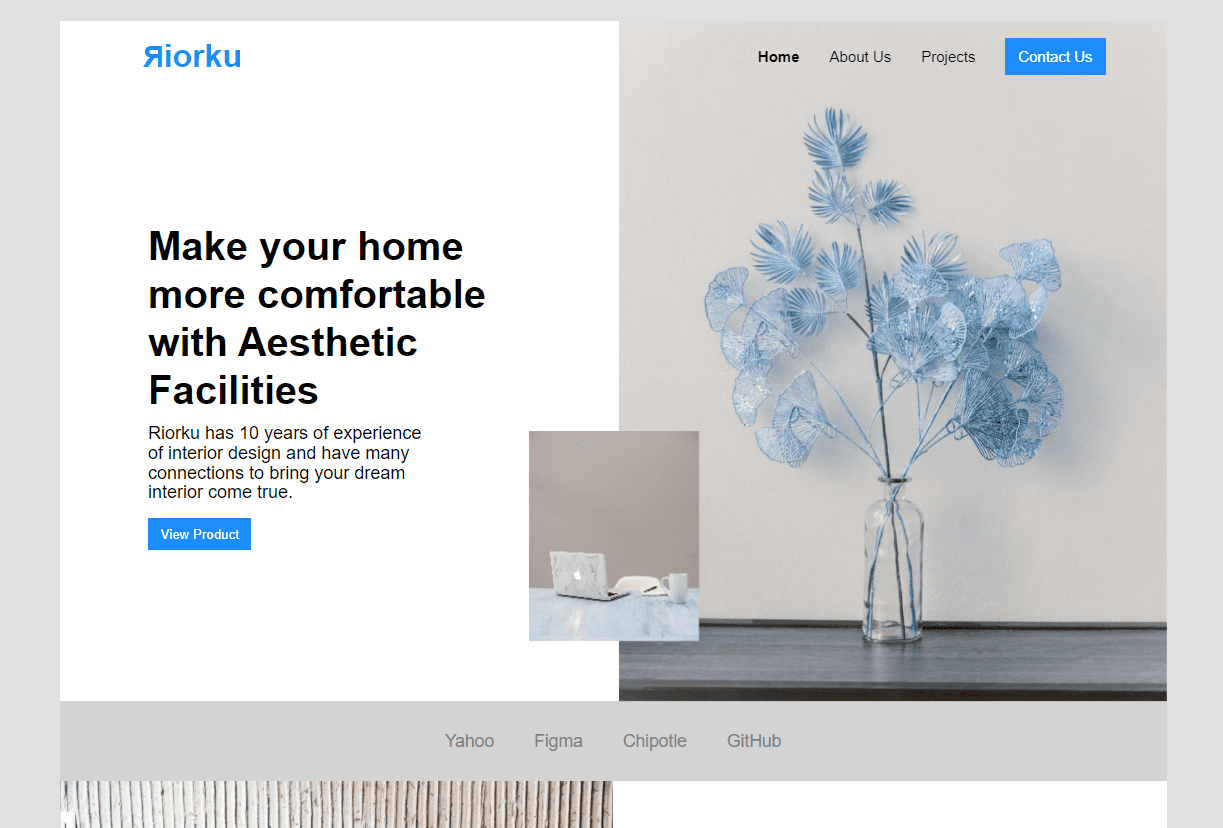 Яiorku
Home About Us Projects Contact Us
Make your home
more comfortable
with Aesthetic
Facilities
Riorku has 10 years of experience
of interior design and have many
connections to bring your dream
interior come true.
View Product
Yahoo Figma Chipotle GitHub